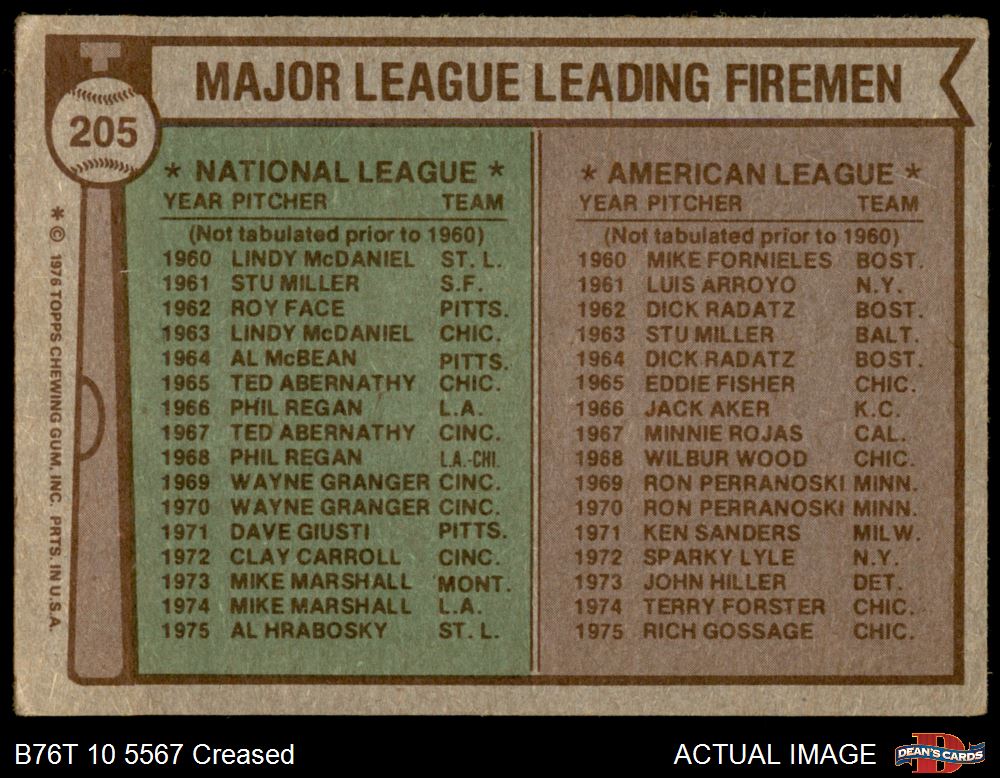 MAJOR LEAGUE LEADING FIREMEN
205
* NATIONAL LEAGUE *
YEAR PITCHER TEAM
(Not tabulated prior to 1960)
1960 LINDY McDANIEL ST. L.
1961 STU MILLER S.F.
1962 ROY FACE PITTS.
1963 LINDY McDANIEL CHIC.
1964 AL McBEAN PITTS.
1965 TED ABERNATHY CHIC.
1966 PHIL REGAN L.A.
1967 TED ABERNATHY CINC.
1968 PHIL REGAN L.A.-CHI.
1969 WAYNE GRANGER CINC.
1970 WAYNE GRANGER CINC.
1971 DAVE GIUSTI PITTS.
1972 CLAY CARROLL CINC.
1973 MIKE MARSHALL MONT.
1974 MIKE MARSHALL L.A.
1975 AL HRABOSKY ST. L.
* AMERICAN LEAGUE *
YEAR PITCHER TEAM
(Not tabulated prior to 1960)
1960 MIKE FORNIELES BOST.
1961 LUIS ARROYO N.Y.
1962 DICK RADATZ BOST.
1963 STU MILLER BALT.
1964 DICK RADATZ BOST.
1965 EDDIE FISHER CHIC.
1966 JACK AKER K.C.
1967 MINNIE ROJAS CAL.
1968 WILBUR WOOD CHIC.
1969 RON PERRANOSKI MINN.
1970 RON PERRANOSKI MINN.
1971 KEN SANDERS MILW.
1972 SPARKY LYLE N.Y.
1973 JOHN HILLER DET.
1974 TERRY FORSTER CHIC.
1975 RICH GOSSAGE CHIC.
* © 1976 TOPPS CHEWING GUM, INC. PRTS. IN U.S.A.
B76T 10 5567 Creased
ACTUAL IMAGE
DEAN'S CARDS